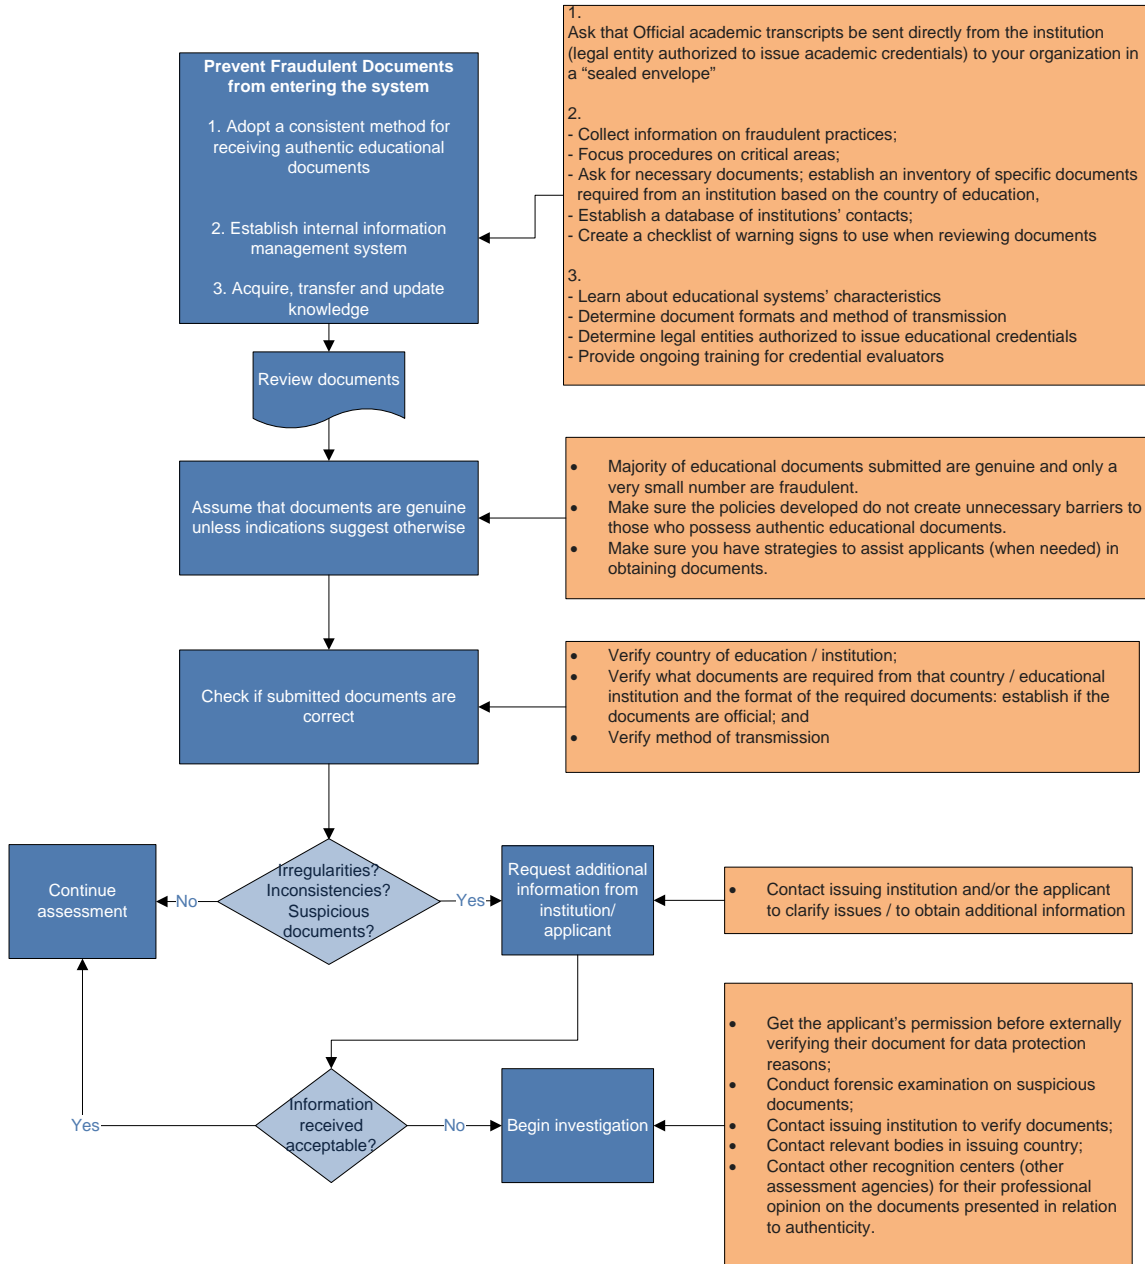 Prevent Fraudulent Documents
from entering the system
1. Adopt a consistent method for
receiving authentic educational
documents
2. Establish internal information
management system
3. Acquire, transfer and update
knowledge
1.
Ask that Official academic transcripts be sent directly from the institution
(legal entity authorized to issue academic credentials) to your organization in
a “sealed envelope”
2.
- Collect information on fraudulent practices;
- Focus procedures on critical areas;
- Ask for necessary documents; establish an inventory of specific documents
required from an institution based on the country of education,
- Establish a database of institutions’ contacts;
- Create a checklist of warning signs to use when reviewing documents
3.
- Learn about educational systems’ characteristics
- Determine document formats and method of transmission
- Determine legal entities authorized to issue educational credentials
- Provide ongoing training for credential evaluators
Review documents
Assume that documents are genuine
unless indications suggest otherwise
• Majority of educational documents submitted are genuine and only a
very small number are fraudulent.
• Make sure the policies developed do not create unnecessary barriers to
those who possess authentic educational documents.
• Make sure you have strategies to assist applicants (when needed) in
obtaining documents.
Check if submitted documents are
correct
• Verify country of education / institution;
• Verify what documents are required from that country / educational
institution and the format of the required documents: establish if the
documents are official; and
• Verify method of transmission
Continue
assessment
No
Irregularities?
Inconsistencies?
Suspicious
documents?
Yes
Request additional
information from
institution/
applicant
• Contact issuing institution and/or the applicant
to clarify issues / to obtain additional information
Yes
Information
received
acceptable?
No
Begin investigation
• Get the applicant’s permission before externally
verifying their document for data protection
reasons;
• Conduct forensic examination on suspicious
documents;
• Contact issuing institution to verify documents;
• Contact relevant bodies in issuing country;
• Contact other recognition centers (other
assessment agencies) for their professional
opinion on the documents presented in relation
to authenticity.